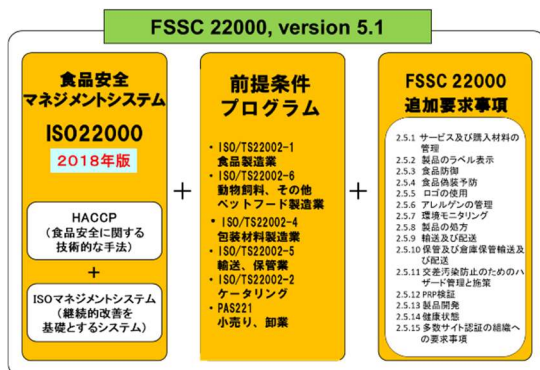 FSSC 22000, version 5.1
食品安全
マネジメントシステム
ISO22000
2018年版
HACCP
(食品安全に関する
技術的な手法)
+
ISOマネジメントシステム
(継続的改善を
基礎とするシステム)
+
前提条件
プログラム
・ISO/TS22002-1
食品製造業
・ISO/TS22002-6
動物飼料、その他
ペットフード製造業
・ISO/TS22002-4
包装材料製造業
・ISO/TS22002-5
輸送、保管業
・ISO/TS22002-2
ケータリング
・PAS221
小売り、卸業
+
FSSC 22000
追加要求事項
2.5.1 サービス及び購入材料の
管理
2.5.2 製品のラベル表示
2.5.3 食品防御
2.5.4 食品偽装予防
2.5.5 ロゴの使用
2.5.6 アレルゲンの管理
2.5.7 環境モニタリング
2.5.8 製品の処方
2.5.9 輸送及び配送
2.5.10 保管及び倉庫保管輸送及
び配送
2.5.11 交差汚染防止のためのハ
ザード管理と施策
2.5.12 PRP検証
2.5.13 製品開発
2.5.14 健康状態
2.5.15 多数サイト認証の組織へ
の要求事項